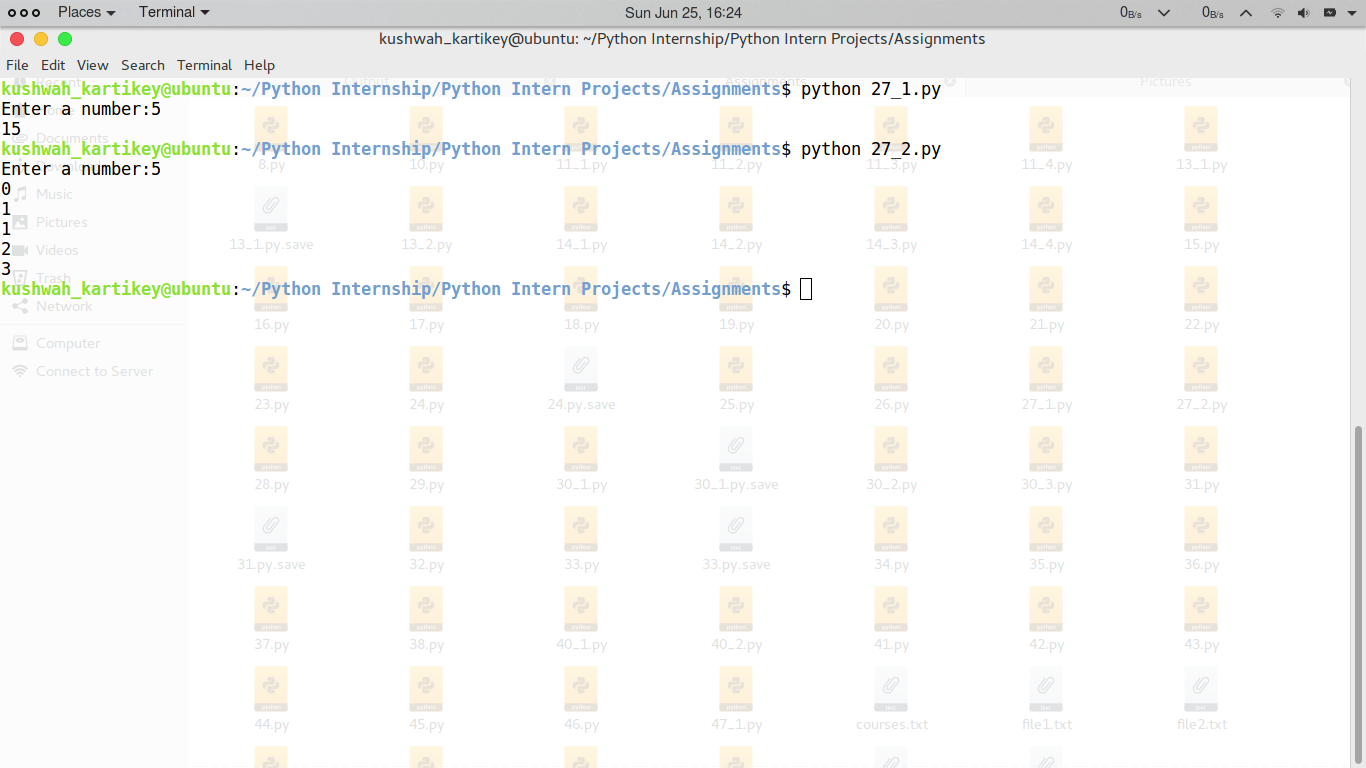 Places Terminal Sun Jun 25, 16:24 0B/s 0B/s
kushwah_kartikey@ubuntu: ~/Python Internship/Python Intern Projects/Assignments
File Edit View Search Terminal Help
Recent Output Assignments Pictures
kushwah_kartikey@ubuntu:~/Python Internship/Python Intern Projects/Assignments$ python 27_1.py
Enter a number:5
15
Documents
kushwah_kartikey@ubuntu:~/Python Internship/Python Intern Projects/Assignments$ python 27_2.py
8.py 10.py 11_1.py 11_2.py 11_3.py 11_4.py 13_1.py
Enter a number:5
0
Music
1
Pictures
1
13_1.py.save 13_2.py 14_1.py 14_2.py 14_3.py 14_4.py 15.py
2
Videos
3
Trash
kushwah_kartikey@ubuntu:~/Python Internship/Python Intern Projects/Assignments$
Network
16.py 17.py 18.py 19.py 20.py 21.py 22.py
Computer
Connect to Server
23.py 24.py 24.py.save 25.py 26.py 27_1.py 27_2.py
28.py 29.py 30_1.py 30_1.py.save 30_2.py 30_3.py 31.py
31.py.save 32.py 33.py 33.py.save 34.py 35.py 36.py
37.py 38.py 40_1.py 40_2.py 41.py 42.py 43.py
44.py 45.py 46.py 47_1.py courses.txt file1.txt file2.txt